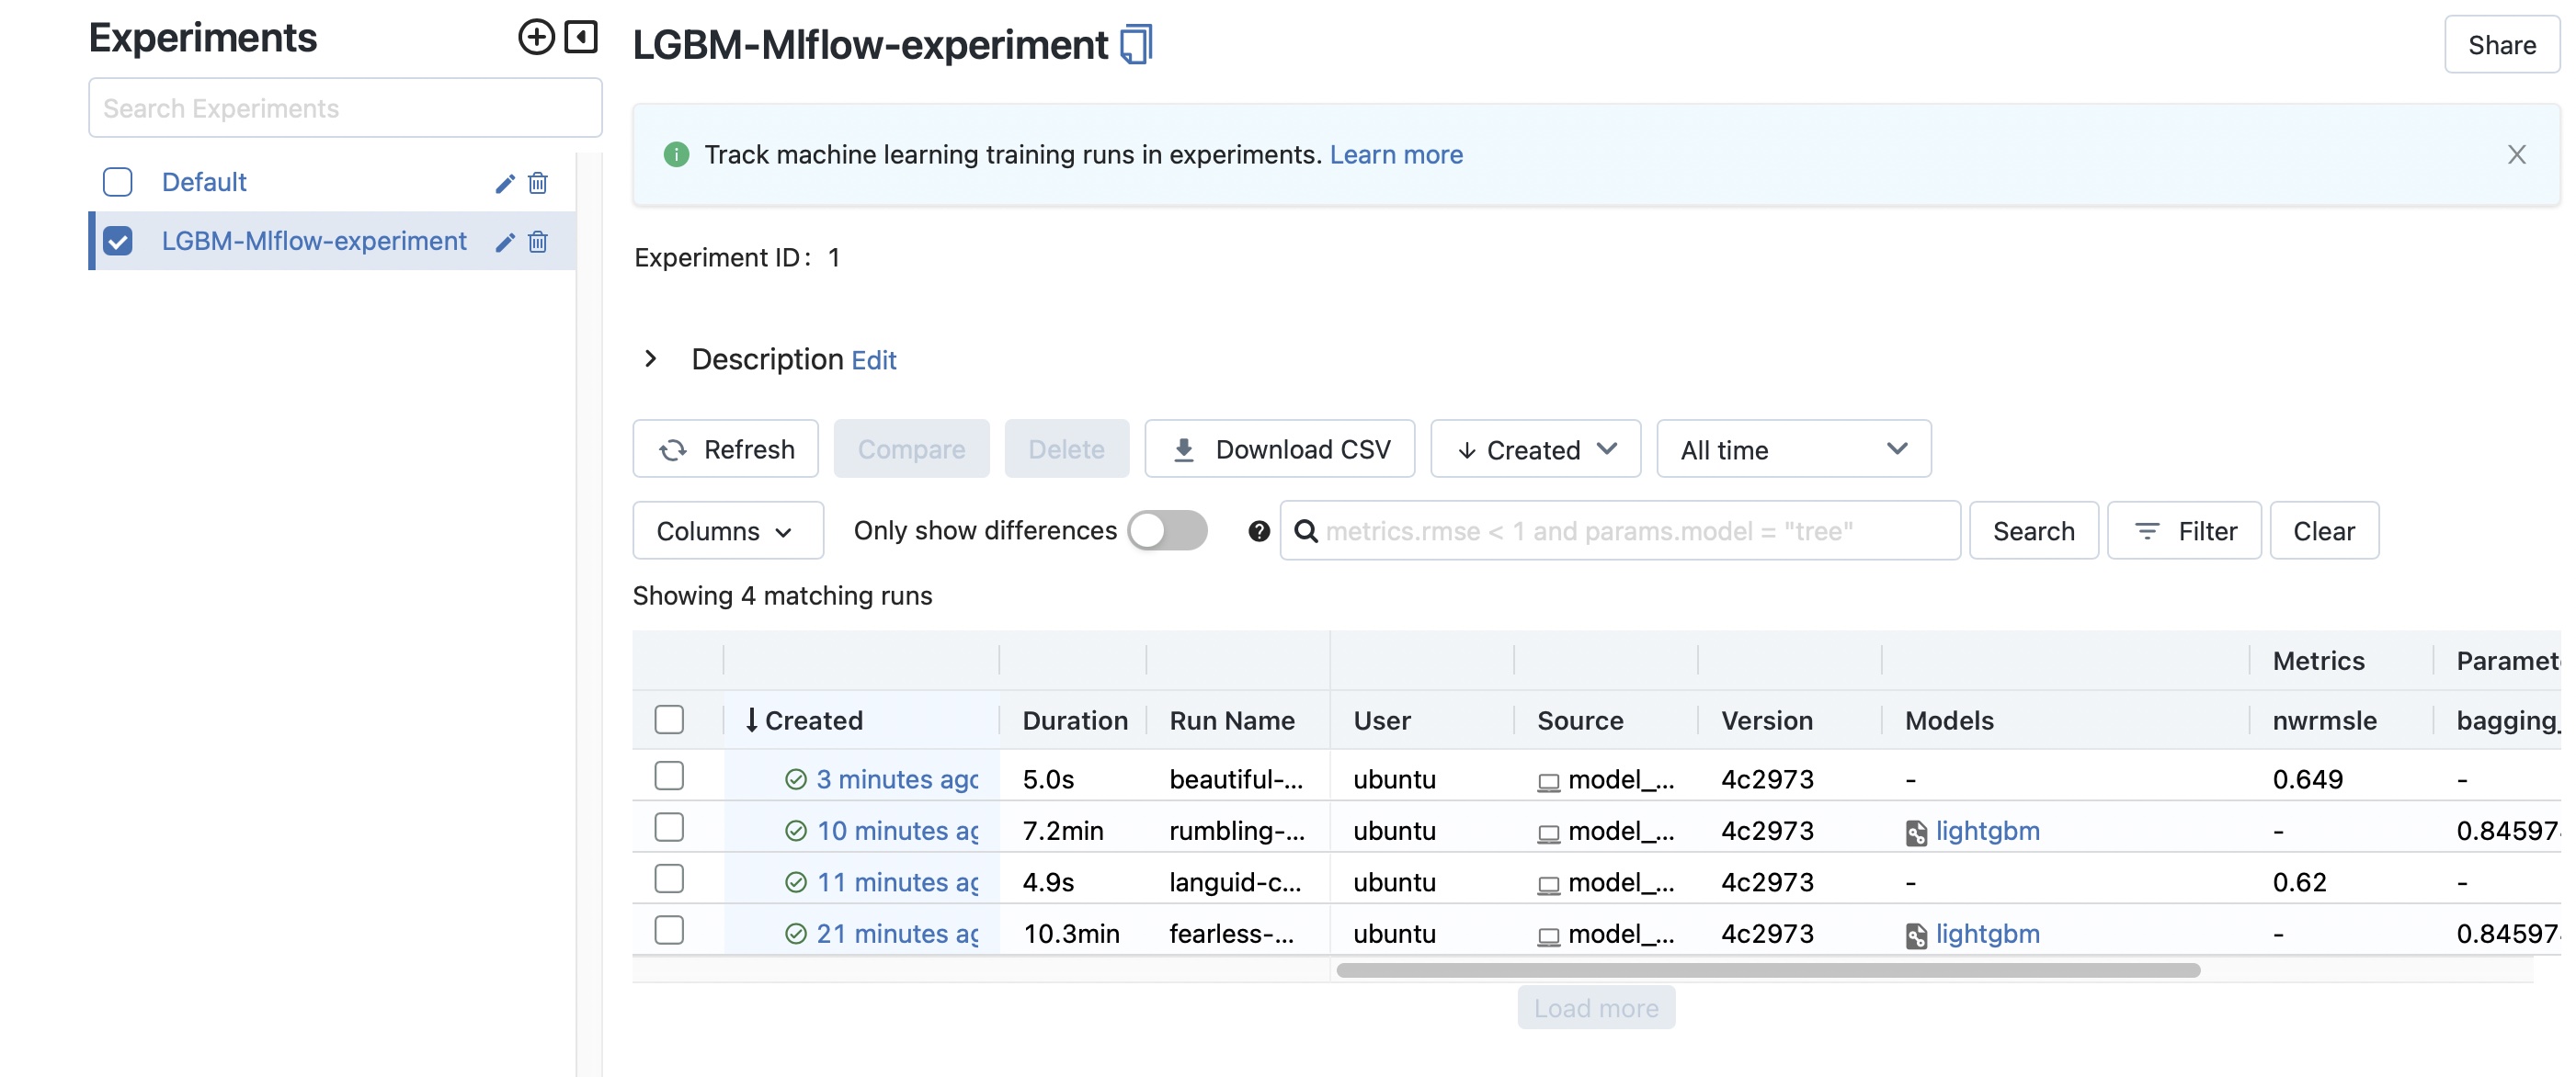 Experiments
Search Experiments
Default
LGBM-Mlflow-experiment
LGBM-Mlflow-experiment
Share
Track machine learning training runs in experiments. Learn more
Experiment ID: 1
Description Edit
Refresh Compare Delete Download CSV Created All time
Columns Only show differences metrics.rmse < 1 and params.model = "tree" Search Filter Clear
Showing 4 matching runs
Metrics Paramet
Created Duration Run Name User Source Version Models nwrmsle bagging_
3 minutes ago 5.0s beautiful-... ubuntu model_... 4c2973 - 0.649 -
10 minutes ag 7.2min rumbling-... ubuntu model_... 4c2973 lightgbm - 0.84597
11 minutes ag 4.9s languid-c... ubuntu model_... 4c2973 - 0.62 -
21 minutes ag 10.3min fearless-... ubuntu model_... 4c2973 lightgbm - 0.84597
Load more